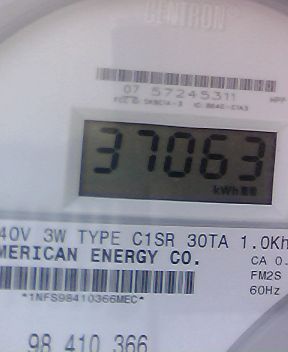 CENTRON®
07 57245311
37063
kWh
40V 3W TYPE C1SR 30TA 1.0Kh
MERICAN ENERGY CO.
CA 0.
FM2S
60Hz
*1NFS98410366MEC*
98 410 366